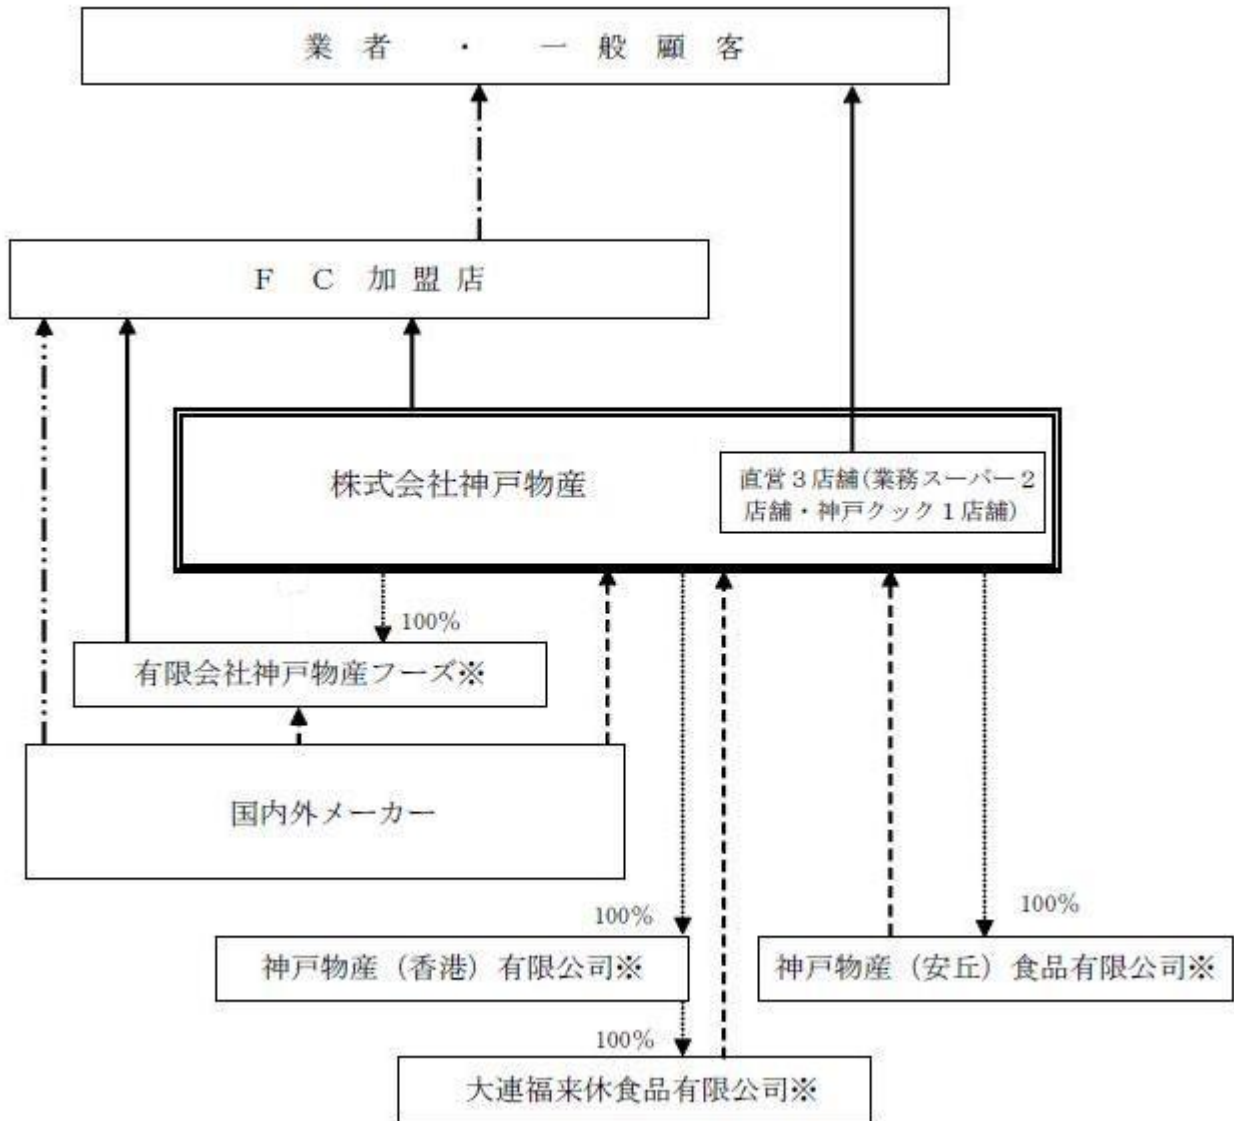 業者・一般顧客
FC加盟店
株式会社神戸物産
直営3店舗(業務スーパー2
店舗・神戸クック1店舗)
100%
有限会社神戸物産フーズ※
国内外メーカー
100%
100%
神戸物産（香港）有限公司※
神戸物産（安丘）食品有限公司※
100%
大連福来休食品有限公司※